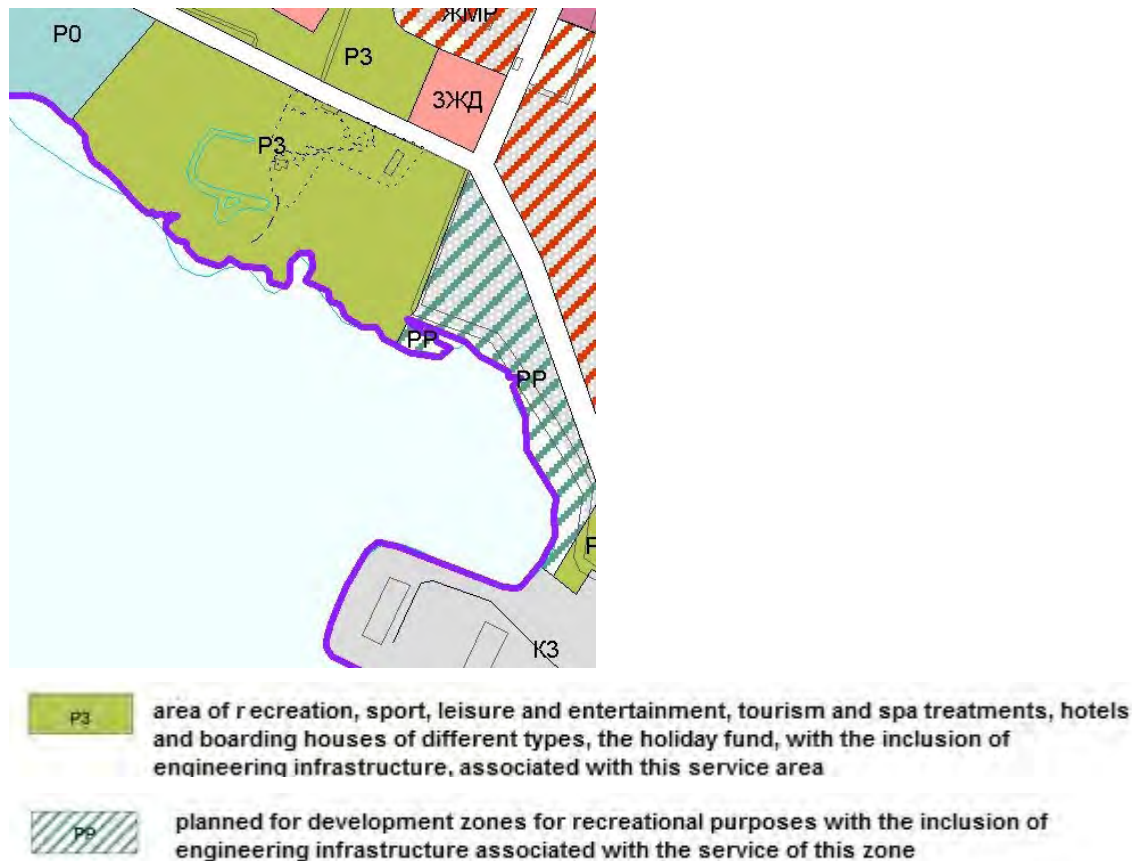 Р0
ЖМР
Р3
3ЖД
Р3
РР
РР
К3
Р3
area of recreation, sport, leisure and entertainment, tourism and spa treatments, hotels
and boarding houses of different types, the holiday fund, with the inclusion of
engineering infrastructure, associated with this service area
РР
planned for development zones for recreational purposes with the inclusion of
engineering infrastructure associated with the service of this zone